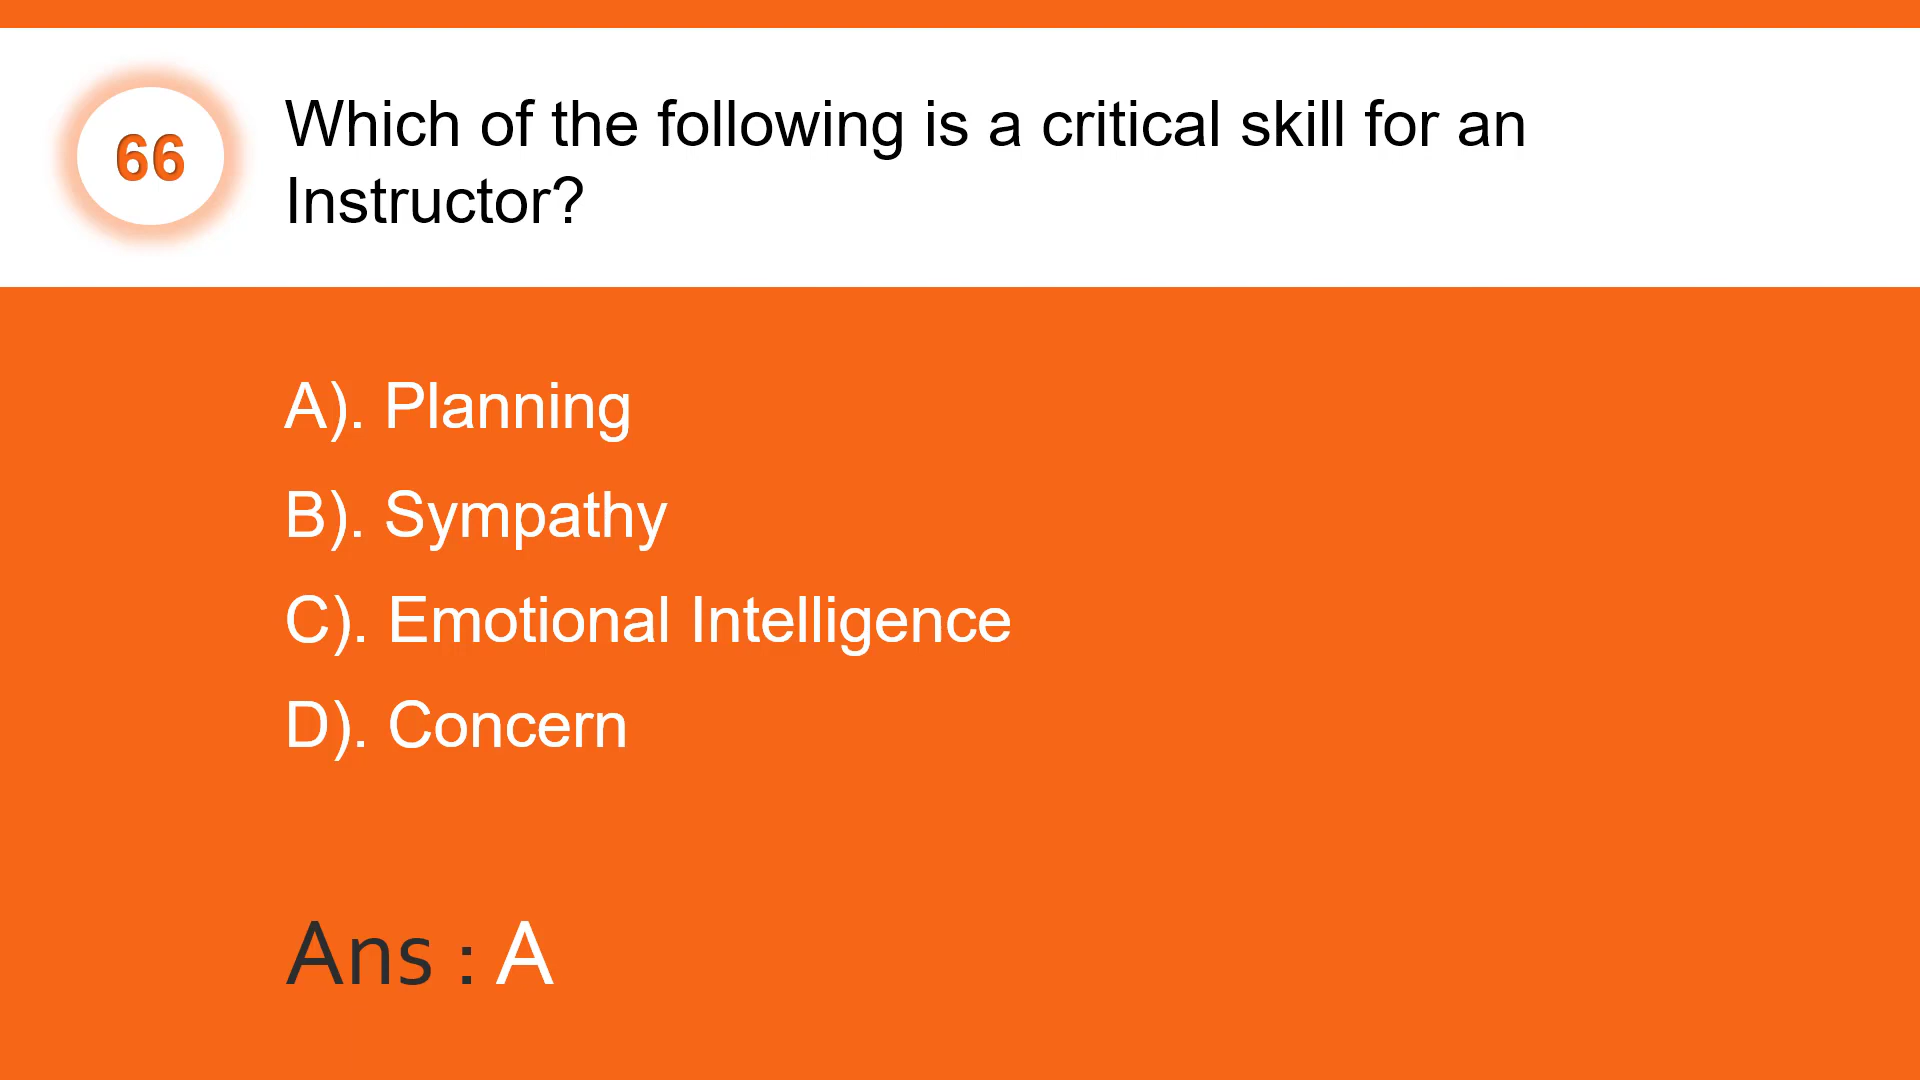 66
Which of the following is a critical skill for an
Instructor?
A). Planning
B). Sympathy
C). Emotional Intelligence
D). Concern
Ans : A